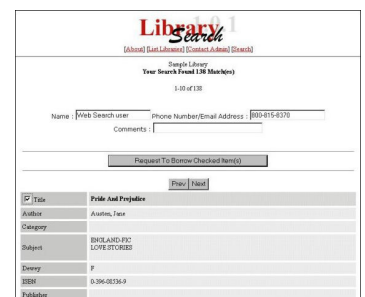 Library
Search
[About] [List Libraries] [Contact Admin] [Search]
Sample Library
Your Search Found 138 Match(es)
1-10 of 138
Name : Web Search user Phone Number/Email Address : 800-815-8370
Comments :
Request To Borrow Checked Item(s)
Prev Next
Title Pride And Prejudice
Author Austen, Jane
Category
Subject ENGLAND-FIC
LOVE STORIES
Dewey F
ISBN 0-396-08536-9
Publisher